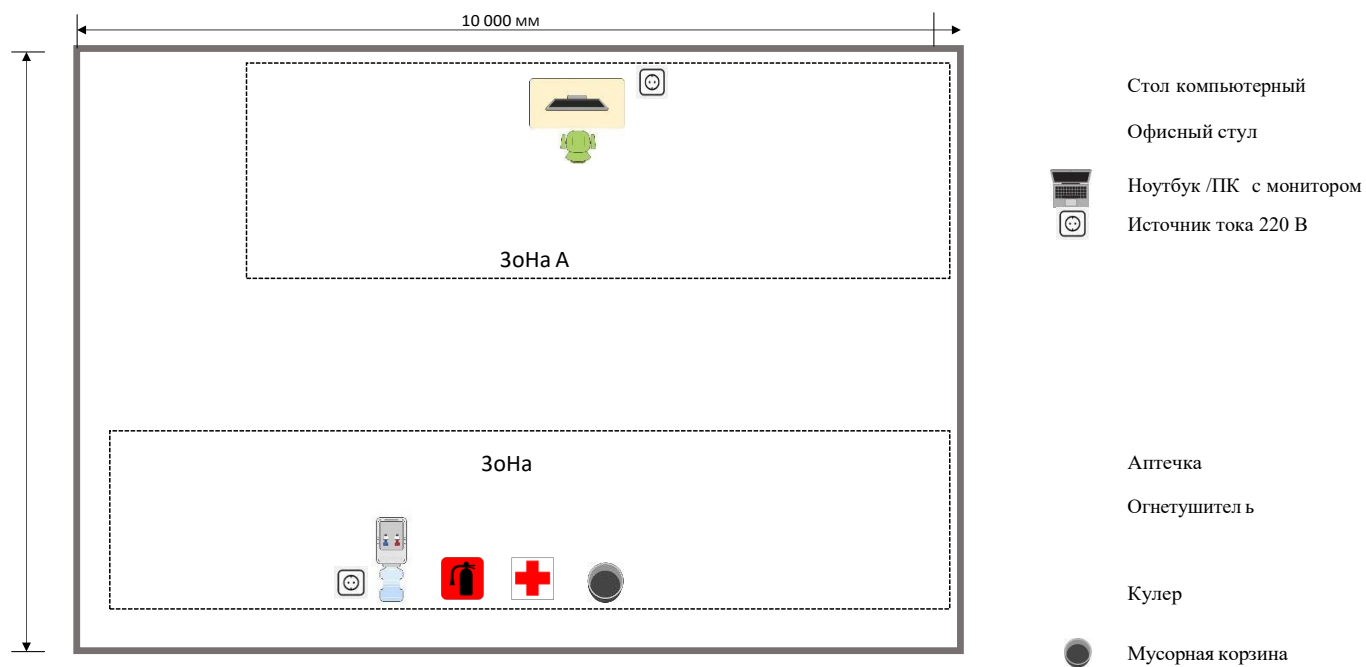 10 000 мм
Стол компьютерный
Офисный стул
Ноутбук /ПК с монитором
Источник тока 220 В
ЗоНа А
ЗоНа
Аптечка
Огнетушител ь
Кулер
Мусорная корзина